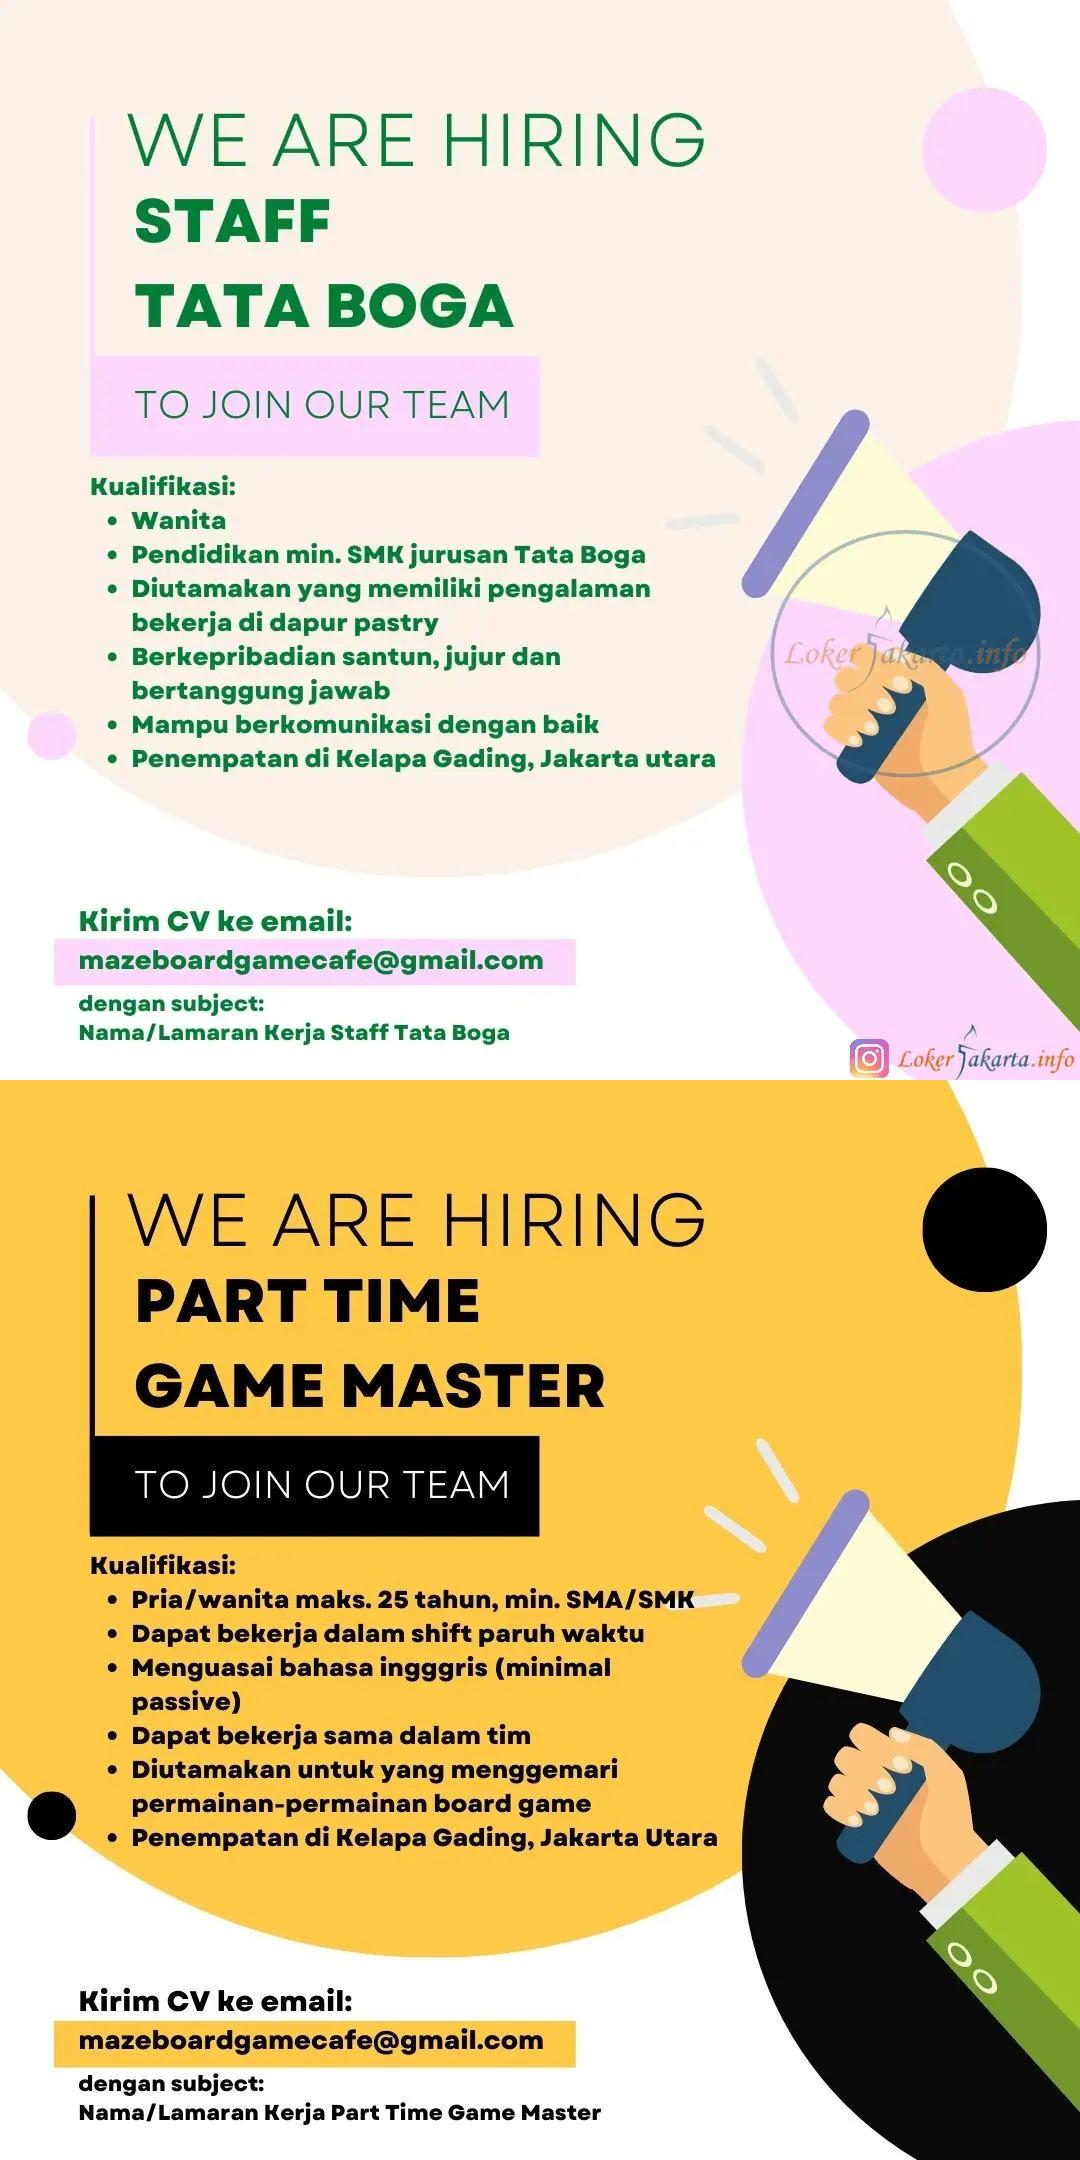 WE ARE HIRING
STAFF
TATA BOGA
TO JOIN OUR TEAM
Kualifikasi:
• Wanita
• Pendidikan min. SMK jurusan Tata Boga
• Diutamakan yang memiliki pengalaman
bekerja di dapur pastry
• Berkepribadian santun, jujur dan
bertanggung jawab
• Mampu berkomunikasi dengan baik
• Penempatan di Kelapa Gading, Jakarta utara
Loker Jakarta.info
Kirim CV ke email:
mazeboardgamecafe@gmail.com
dengan subject:
Nama/Lamaran Kerja Staff Tata Boga
Loker Jakarta.info
WE ARE HIRING
PART TIME
GAME MASTER
TO JOIN OUR TEAM
Kualifikasi:
• Pria/wanita maks. 25 tahun, min. SMA/SMK
• Dapat bekerja dalam shift paruh waktu
• Menguasai bahasa ingggris (minimal
passive)
• Dapat bekerja sama dalam tim
• Diutamakan untuk yang menggemari
permainan-permainan board game
• Penempatan di Kelapa Gading, Jakarta Utara
Kirim CV ke email:
mazeboardgamecafe@gmail.com
dengan subject:
Nama/Lamaran Kerja Part Time Game Master